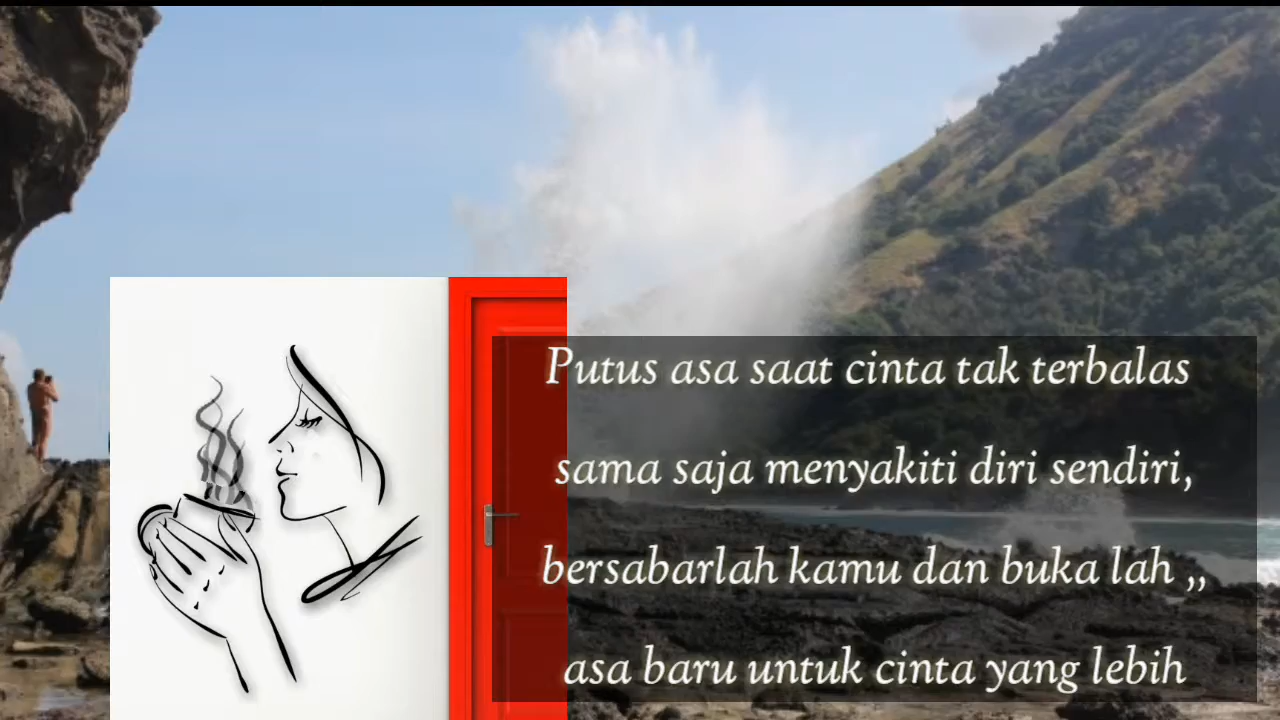 Putus asa saat cinta tak terbalas
sama saja menyakiti diri sendiri,
bersabarlah kamu dan buka lah ,,
asa baru untuk cinta yang lebih